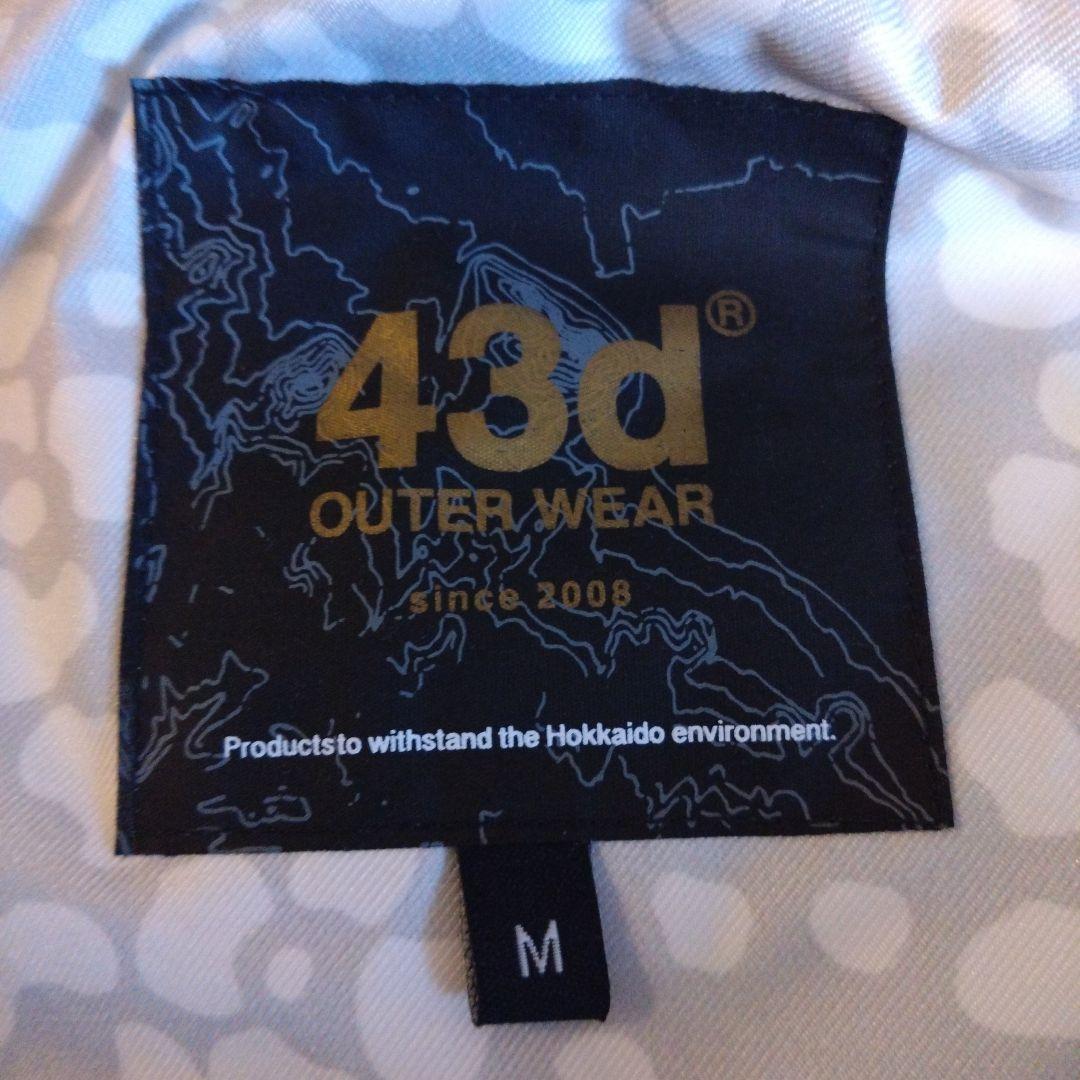 43d®
OUTER WEAR
since 2008
Productsto withstand the Hokkaido environment.
M